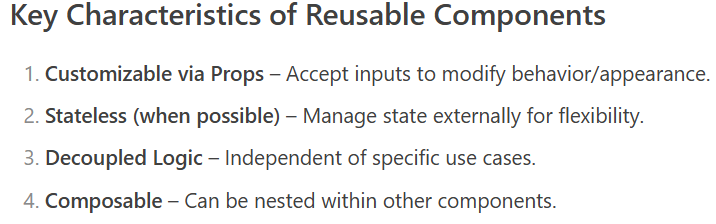 Key Characteristics of Reusable Components
1. Customizable via Props – Accept inputs to modify behavior/appearance.
2. Stateless (when possible) – Manage state externally for flexibility.
3. Decoupled Logic – Independent of specific use cases.
4. Composable – Can be nested within other components.